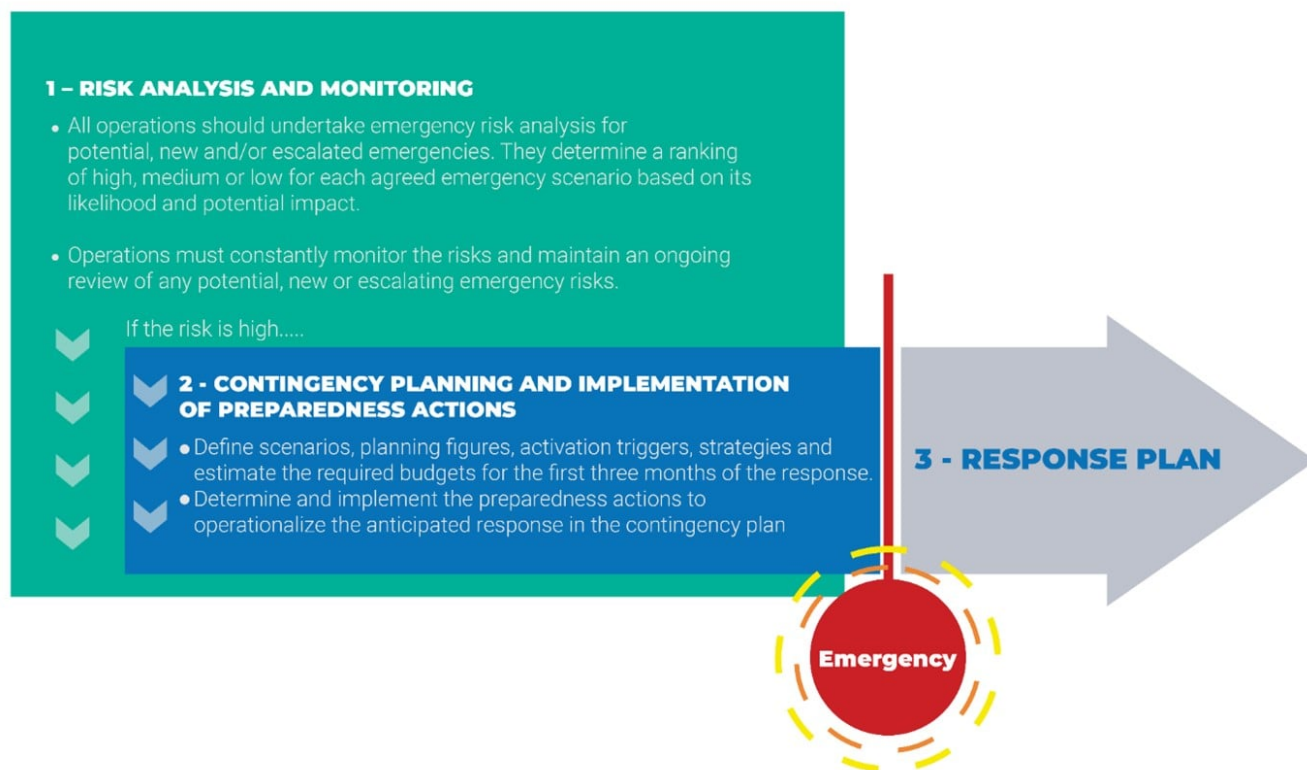 1 – RISK ANALYSIS AND MONITORING
• All operations should undertake emergency risk analysis for
potential, new and/or escalated emergencies. They determine a ranking
of high, medium or low for each agreed emergency scenario based on its
likelihood and potential impact.
• Operations must constantly monitor the risks and maintain an ongoing
review of any potential, new or escalating emergency risks.
If the risk is high.....
2 - CONTINGENCY PLANNING AND IMPLEMENTATION
OF PREPAREDNESS ACTIONS
• Define scenarios, planning figures, activation triggers, strategies and
estimate the required budgets for the first three months of the response.
• Determine and implement the preparedness actions to
operationalize the anticipated response in the contingency plan
3 - RESPONSE PLAN
Emergency